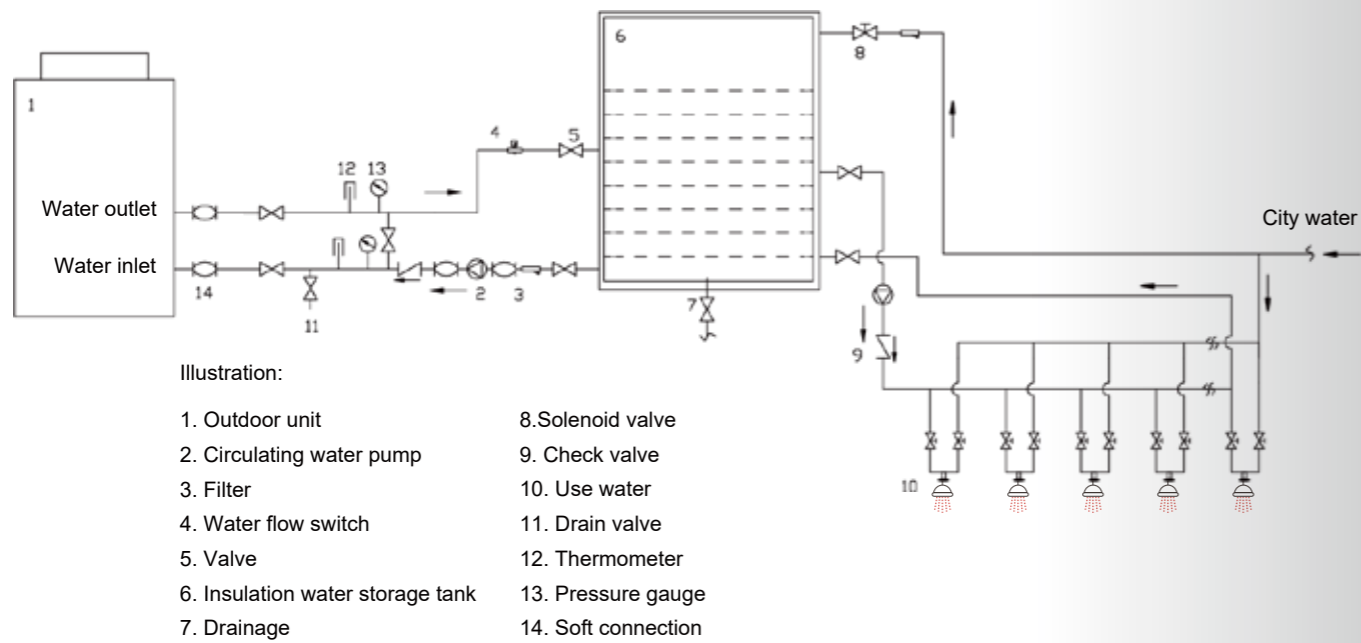 6
8
1
4
5
12
13
Water outlet
City water
Water inlet
14
2
3
11
7
9
10
Illustration:
1. Outdoor unit
2. Circulating water pump
3. Filter
4. Water flow switch
5. Valve
6. Insulation water storage tank
7. Drainage
8.Solenoid valve
9. Check valve
10. Use water
11. Drain valve
12. Thermometer
13. Pressure gauge
14. Soft connection